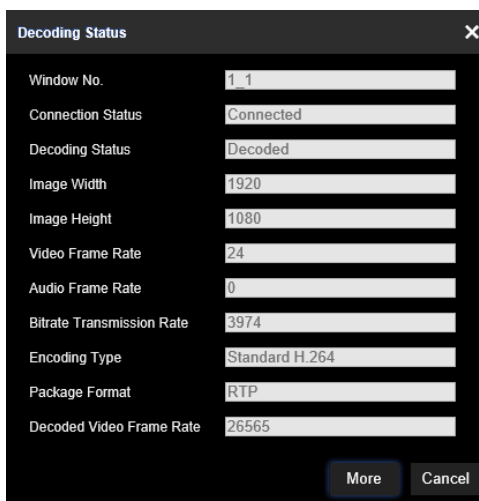 Decoding Status
Window No. 1_1
Connection Status Connected
Decoding Status Decoded
Image Width 1920
Image Height 1080
Video Frame Rate 24
Audio Frame Rate 0
Bitrate Transmission Rate 3974
Encoding Type Standard H.264
Package Format RTP
Decoded Video Frame Rate 26565
More Cancel